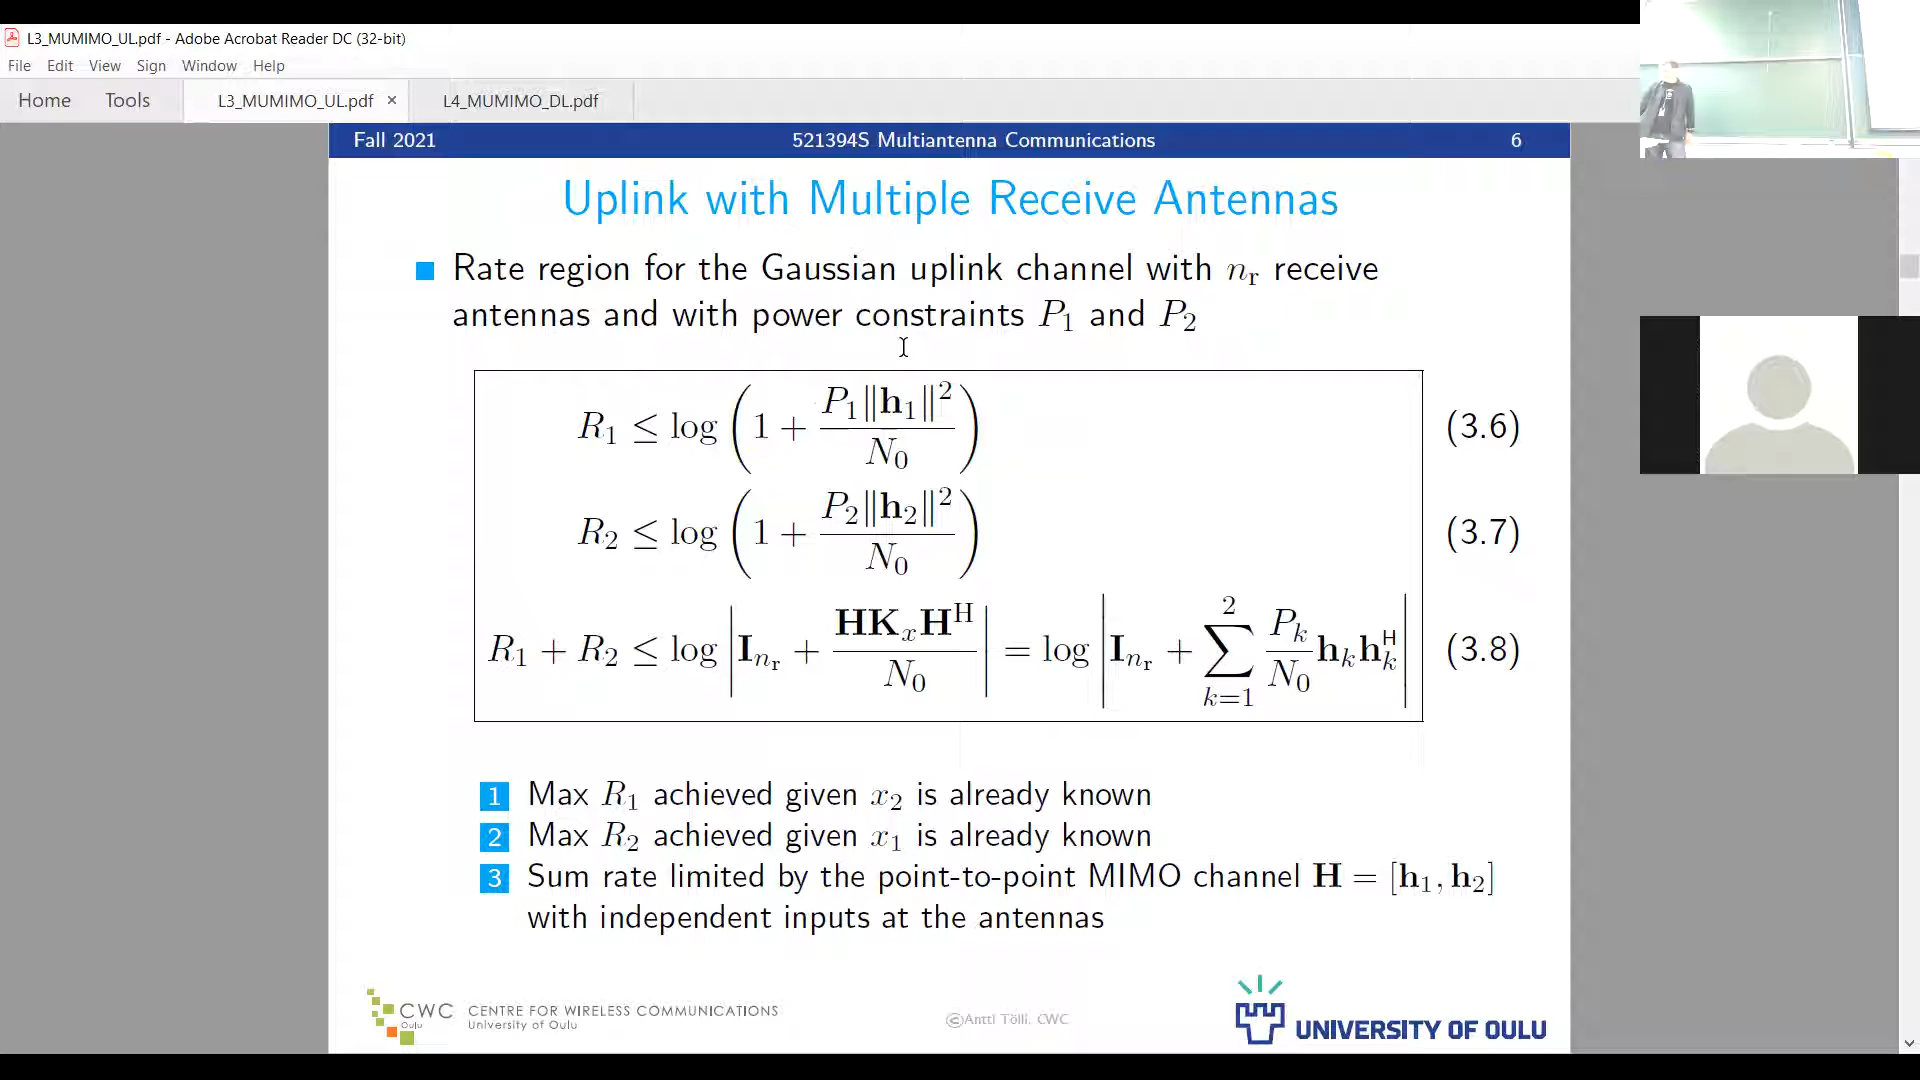 L3_MUMIMO_UL.pdf - Adobe Acrobat Reader DC (32-bit)
File Edit View Sign Window Help
Home Tools L3_MUMIMO_UL.pdf × L4_MUMIMO_DL.pdf
Fall 2021 521394S Multiantenna Communications 6
Uplink with Multiple Receive Antennas
Rate region for the Gaussian uplink channel with n_r receive
antennas and with power constraints P_1 and P_2
R_1 ≤ log ( 1 + P_1‖h_1‖^2 / N_0 ) (3.6)
R_2 ≤ log ( 1 + P_2‖h_2‖^2 / N_0 ) (3.7)
R_1 + R_2 ≤ log | I_{n_r} + HK_xH^H / N_0 | = log | I_{n_r} + ∑_{k=1}^{2} P_k / N_0 h_k h_k^H | (3.8)
1 Max R_1 achieved given x_2 is already known
2 Max R_2 achieved given x_1 is already known
3 Sum rate limited by the point-to-point MIMO channel H = [h_1, h_2]
with independent inputs at the antennas
CWC CENTRE FOR WIRELESS COMMUNICATIONS
Oulu University of Oulu
©Antti Tölli, CWC
UNIVERSITY OF OULU